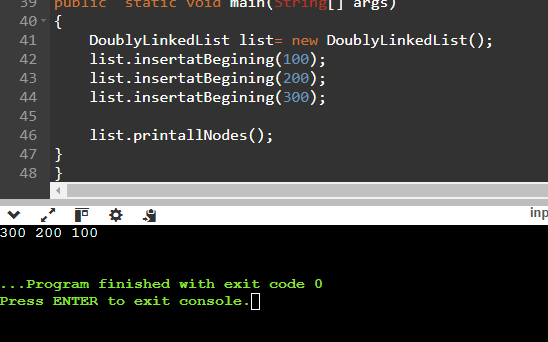 39 public static void main(String[] args)
40 {
41 DoublyLinkedList list= new DoublyLinkedList();
42 list.insertatBegining(100);
43 list.insertatBegining(200);
44 list.insertatBegining(300);
45
46 list.printallNodes();
47 }
48 }
inp
300 200 100
...Program finished with exit code 0
Press ENTER to exit console.